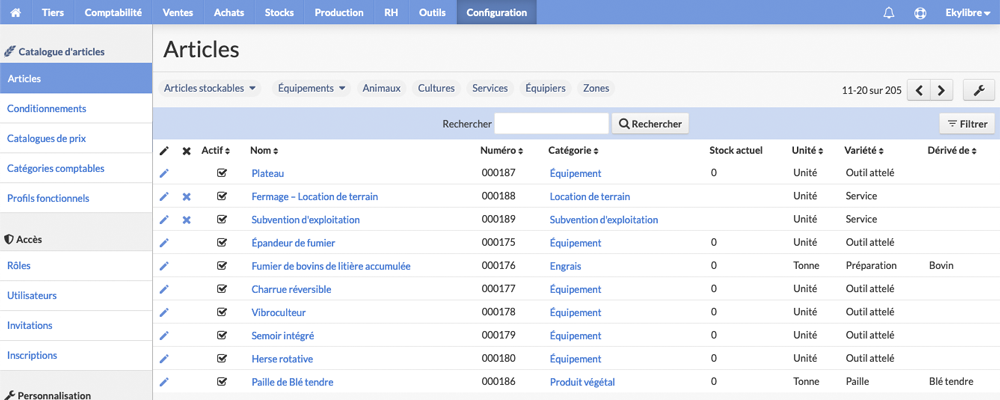 Tiers Comptabilité Ventes Achats Stocks Production RH Outils Configuration Ekylibre
Catalogue d'articles
Articles
Conditionnements
Catalogues de prix
Catégories comptables
Profils fonctionnels
Accès
Rôles
Utilisateurs
Invitations
Inscriptions
Personnalisation
Articles
Articles stockables Équipements Animaux Cultures Services Équipiers Zones 11-20 sur 205
Rechercher Rechercher Filtrer
Actif Nom Numéro Catégorie Stock actuel Unité Variété Dérivé de
Plateau 000187 Équipement 0 Unité Outil attelé
Fermage – Location de terrain 000188 Location de terrain Unité Service
Subvention d'exploitation 000189 Subvention d'exploitation Unité Service
Épandeur de fumier 000175 Équipement 0 Unité Outil attelé
Fumier de bovins de litière accumulée 000176 Engrais 0 Tonne Préparation Bovin
Charrue réversible 000177 Équipement 0 Unité Outil attelé
Vibroculteur 000178 Équipement 0 Unité Outil attelé
Semoir intégré 000179 Équipement 0 Unité Outil attelé
Herse rotative 000180 Équipement 0 Unité Outil attelé
Paille de Blé tendre 000186 Produit végétal 0 Tonne Paille Blé tendre